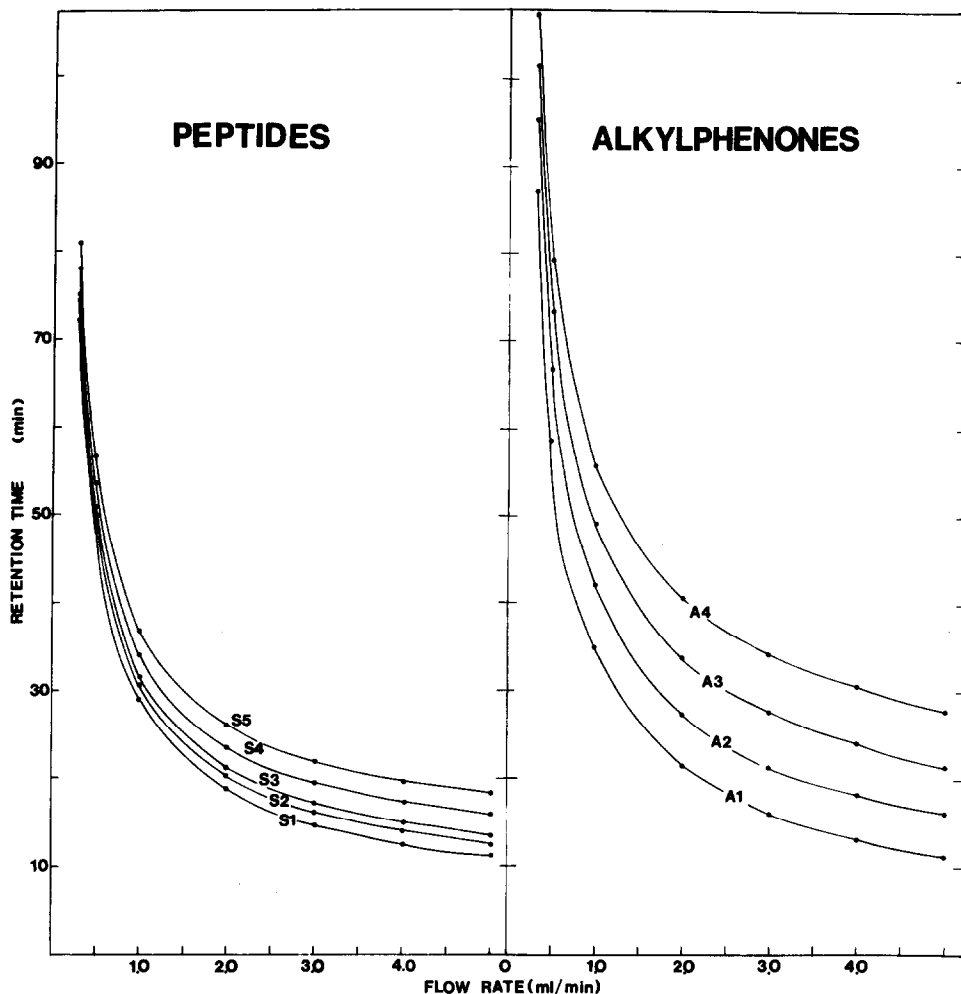 PEPTIDES
ALKYLPHENONES
90
70
50
30
10
RETENTION TIME (min)
S5
S4
S3
S2
S1
A4
A3
A2
A1
1.0 2.0 3.0 4.0 0 1.0 2.0 3.0 4.0
FLOW RATE (ml/min)